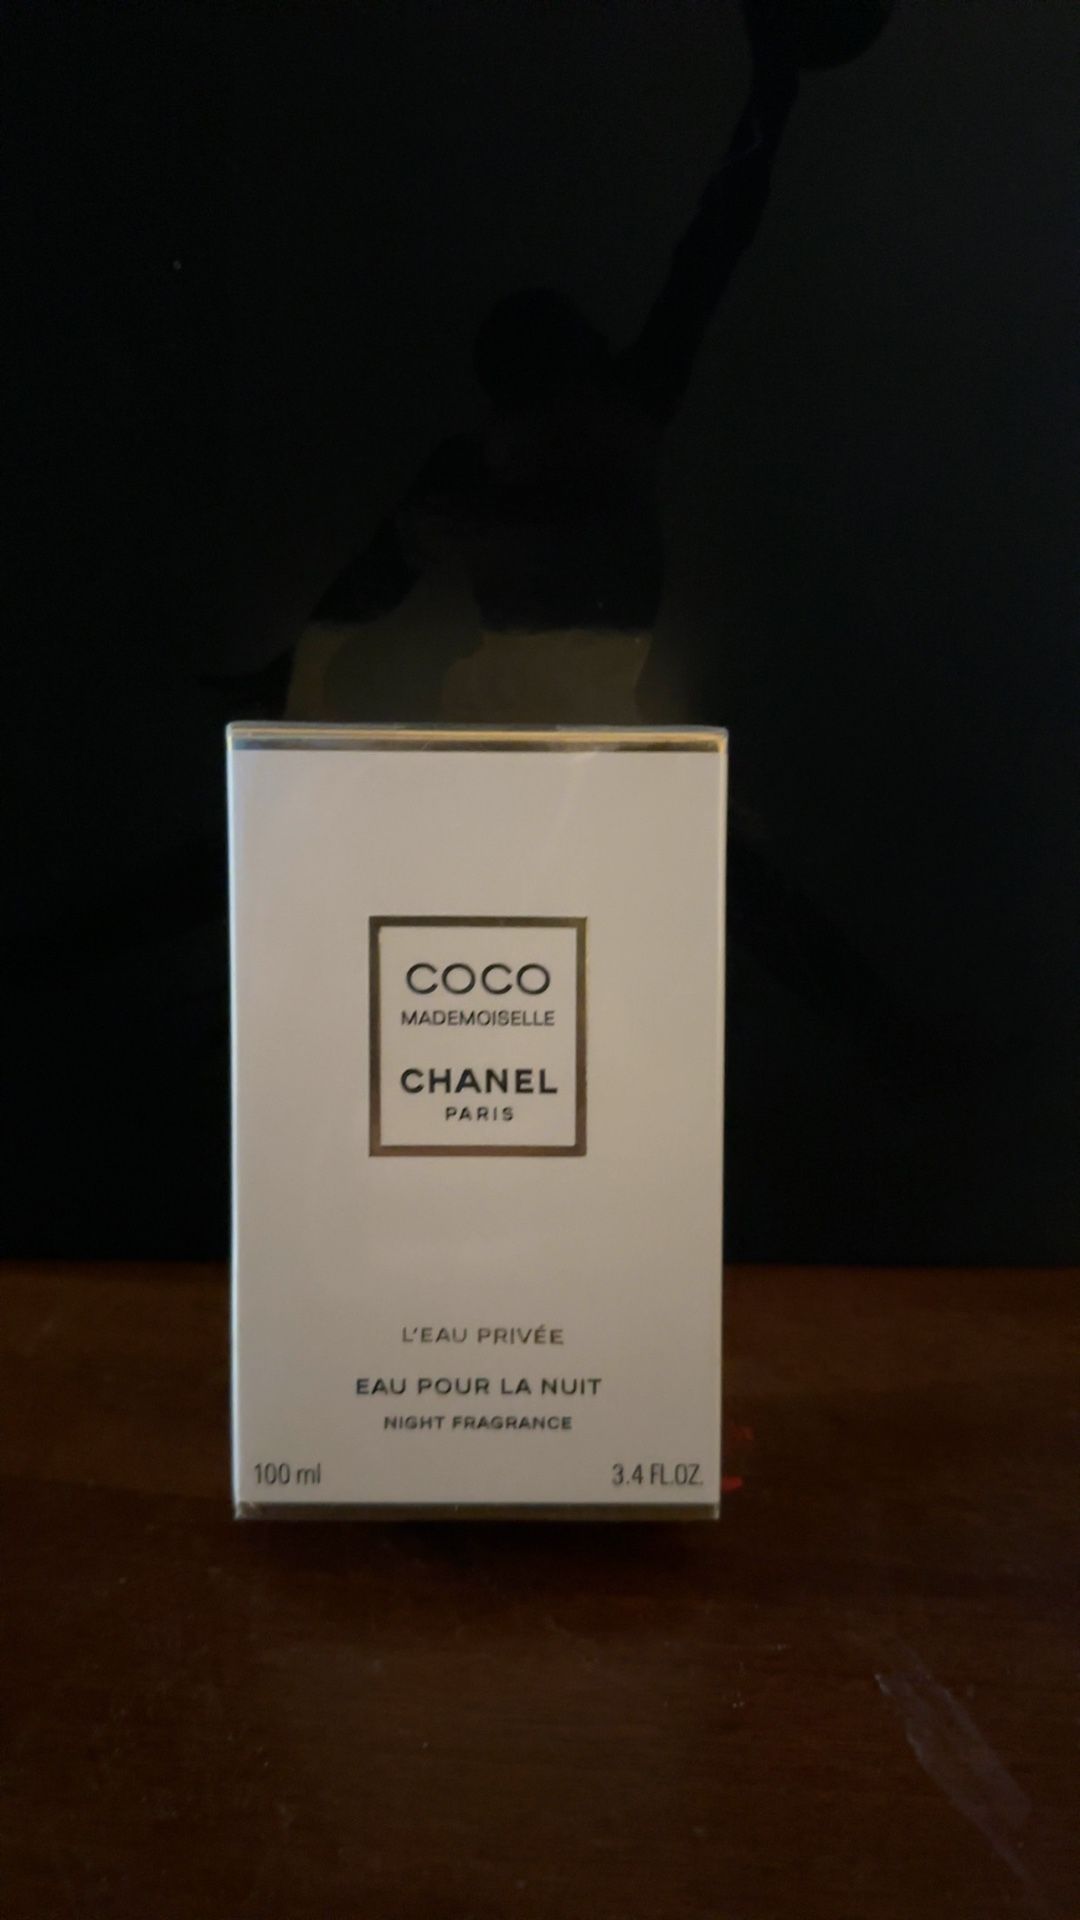 COCO
MADEMOISELLE
CHANEL
PARIS
L'EAU PRIVÉE
EAU POUR LA NUIT
NIGHT FRAGRANCE
100 ml
3.4 FL.OZ.